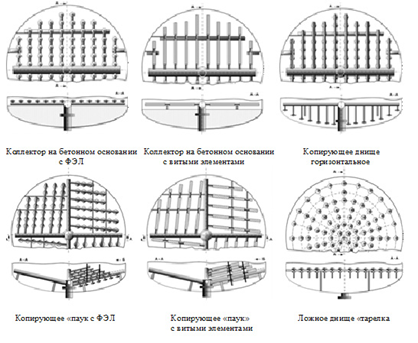 Коллектор на бетонном основании
с ФЭЛ
Коллектор на бетонном основании
с витыми элементами
Копирующее днище
горизонтальное
Копирующее «паук с ФЭЛ
Копирующее «паук»
с витыми элементами
Ложное днище «тарелка